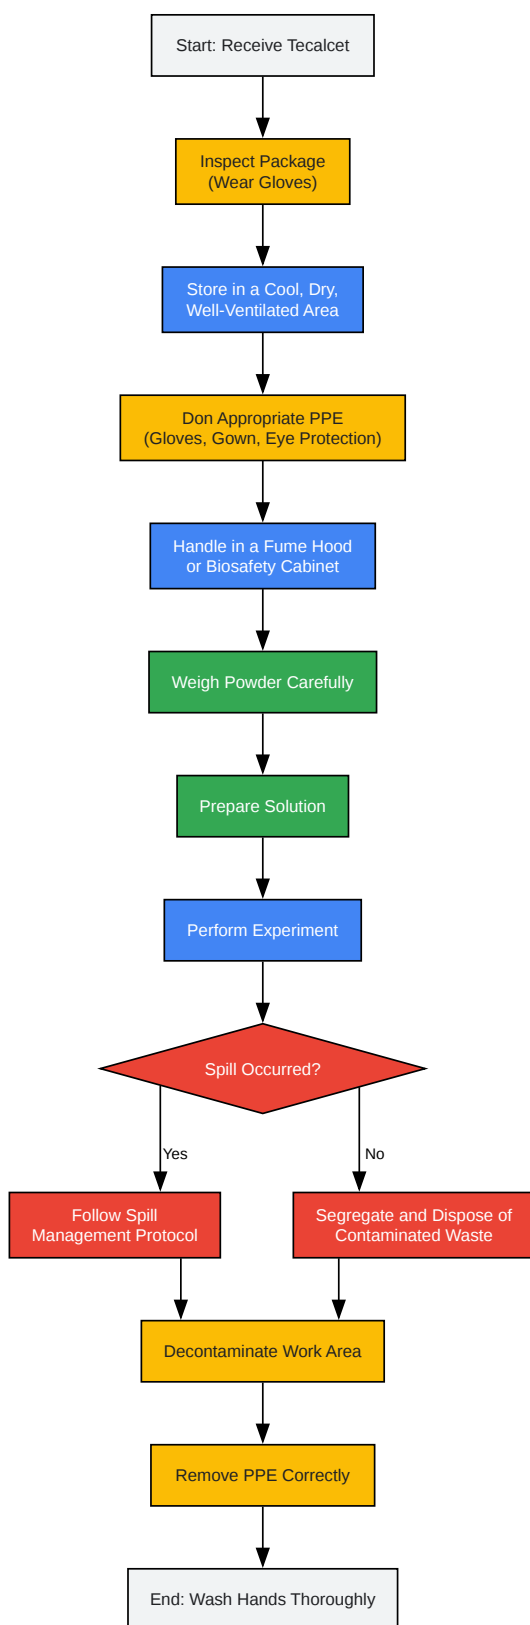 Start: Receive Tecalcet
Inspect Package
(Wear Gloves)
Store in a Cool, Dry,
Well-Ventilated Area
Don Appropriate PPE
(Gloves, Gown, Eye Protection)
Handle in a Fume Hood
or Biosafety Cabinet
Weigh Powder Carefully
Prepare Solution
Perform Experiment
Spill Occurred?
Yes
No
Follow Spill
Management Protocol
Segregate and Dispose of
Contaminated Waste
Decontaminate Work Area
Remove PPE Correctly
End: Wash Hands Thoroughly